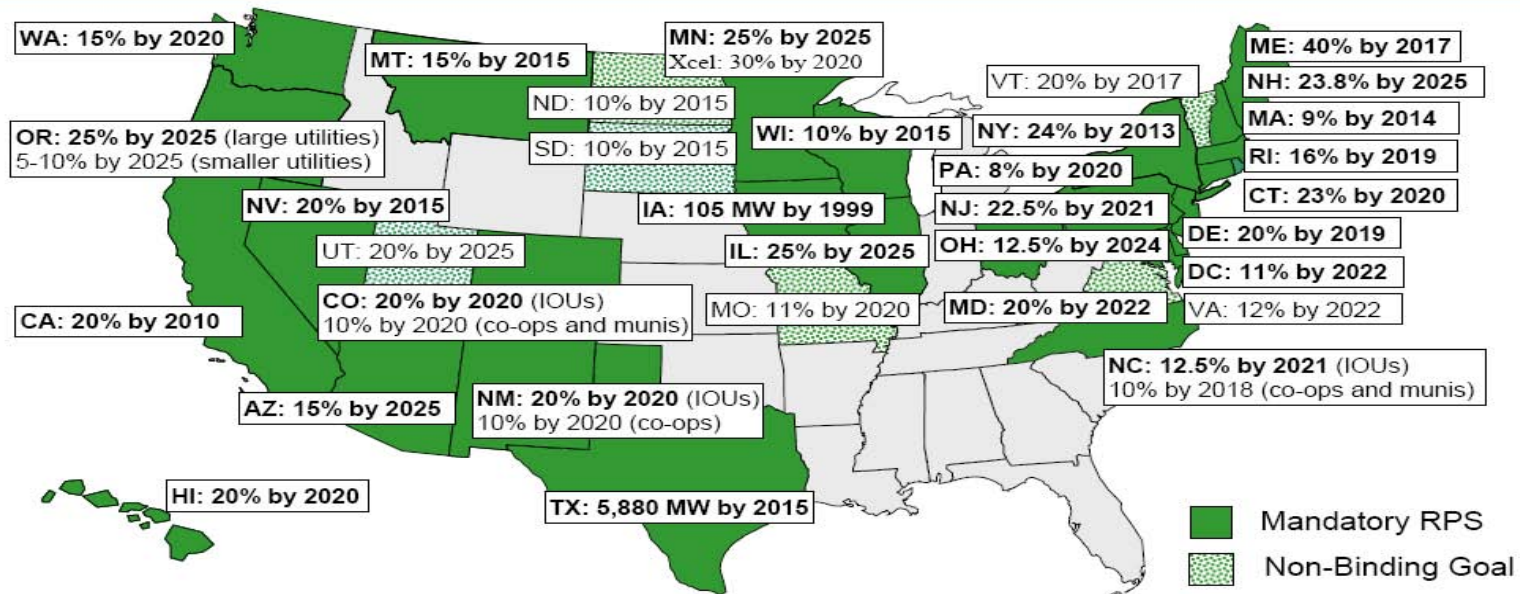 WA: 15% by 2020
MT: 15% by 2015
MN: 25% by 2025
Xcel: 30% by 2020
ME: 40% by 2017
VT: 20% by 2017
NH: 23.8% by 2025
ND: 10% by 2015
MA: 9% by 2014
OR: 25% by 2025 (large utilities)
5-10% by 2025 (smaller utilities)
WI: 10% by 2015
NY: 24% by 2013
SD: 10% by 2015
RI: 16% by 2019
PA: 8% by 2020
CT: 23% by 2020
NV: 20% by 2015
IA: 105 MW by 1999
NJ: 22.5% by 2021
DE: 20% by 2019
UT: 20% by 2025
IL: 25% by 2025
OH: 12.5% by 2024
DC: 11% by 2022
CO: 20% by 2020 (IOUs)
10% by 2020 (co-ops and munis)
MO: 11% by 2020
MD: 20% by 2022
VA: 12% by 2022
CA: 20% by 2010
NC: 12.5% by 2021 (IOUs)
10% by 2018 (co-ops and munis)
AZ: 15% by 2025
NM: 20% by 2020 (IOUs)
10% by 2020 (co-ops)
HI: 20% by 2020
TX: 5,880 MW by 2015
Mandatory RPS
Non-Binding Goal